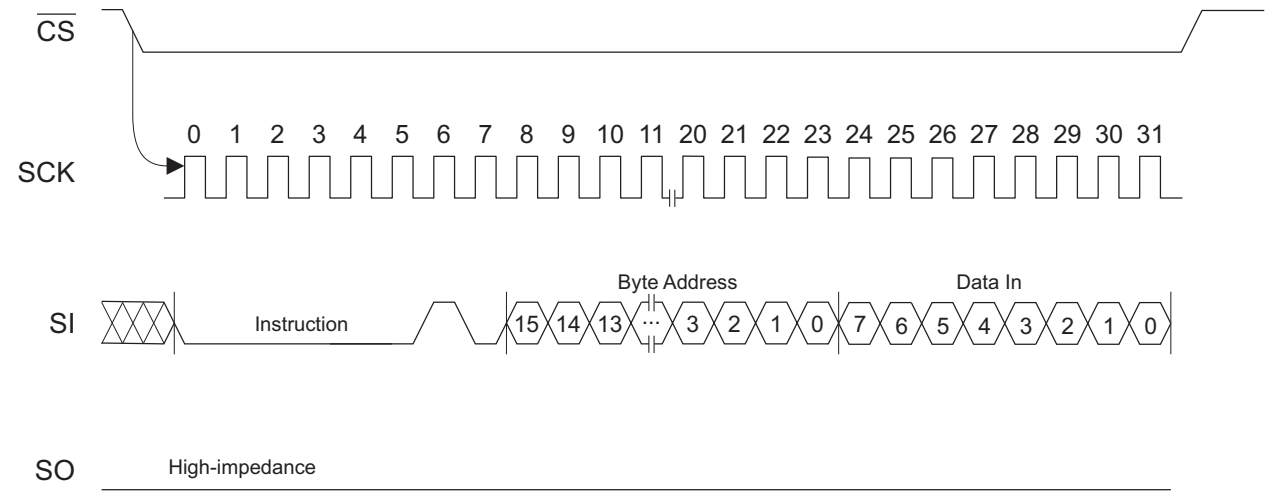 CS
0 1 2 3 4 5 6 7 8 9 10 11 20 21 22 23 24 25 26 27 28 29 30 31
SCK
Byte Address Data In
SI Instruction 15 14 13 ... 3 2 1 0 7 6 5 4 3 2 1 0
SO High-impedance